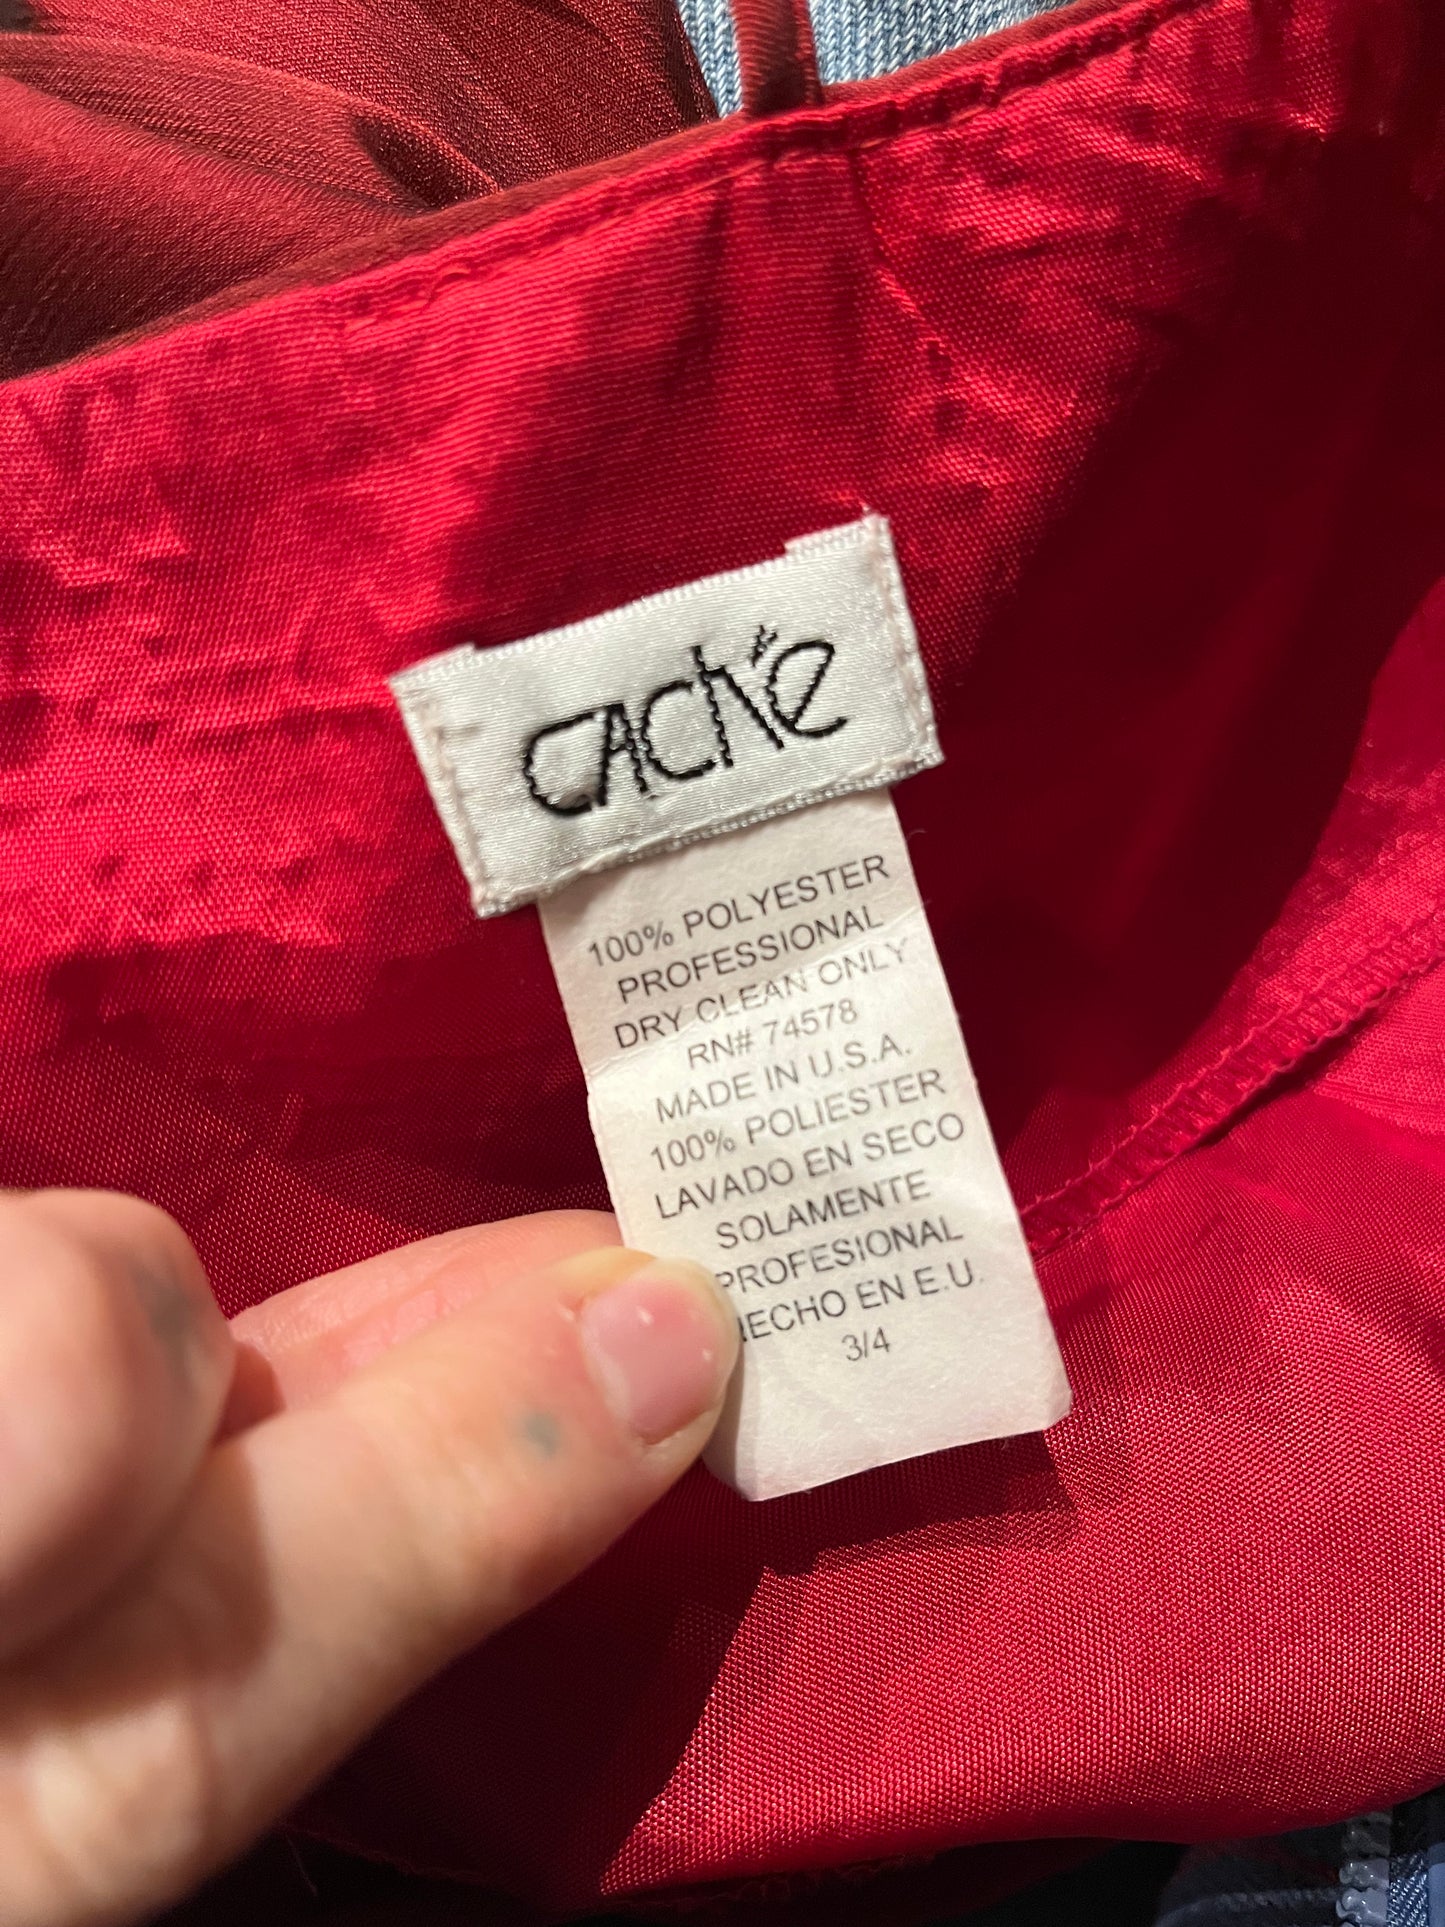 CACHÉ
100% POLYESTER
PROFESSIONAL
DRY CLEAN ONLY
RN# 74578
MADE IN U.S.A.
100% POLIESTER
LAVADO EN SECO
SOLAMENTE
PROFESIONAL
HECHO EN E.U.
3/4